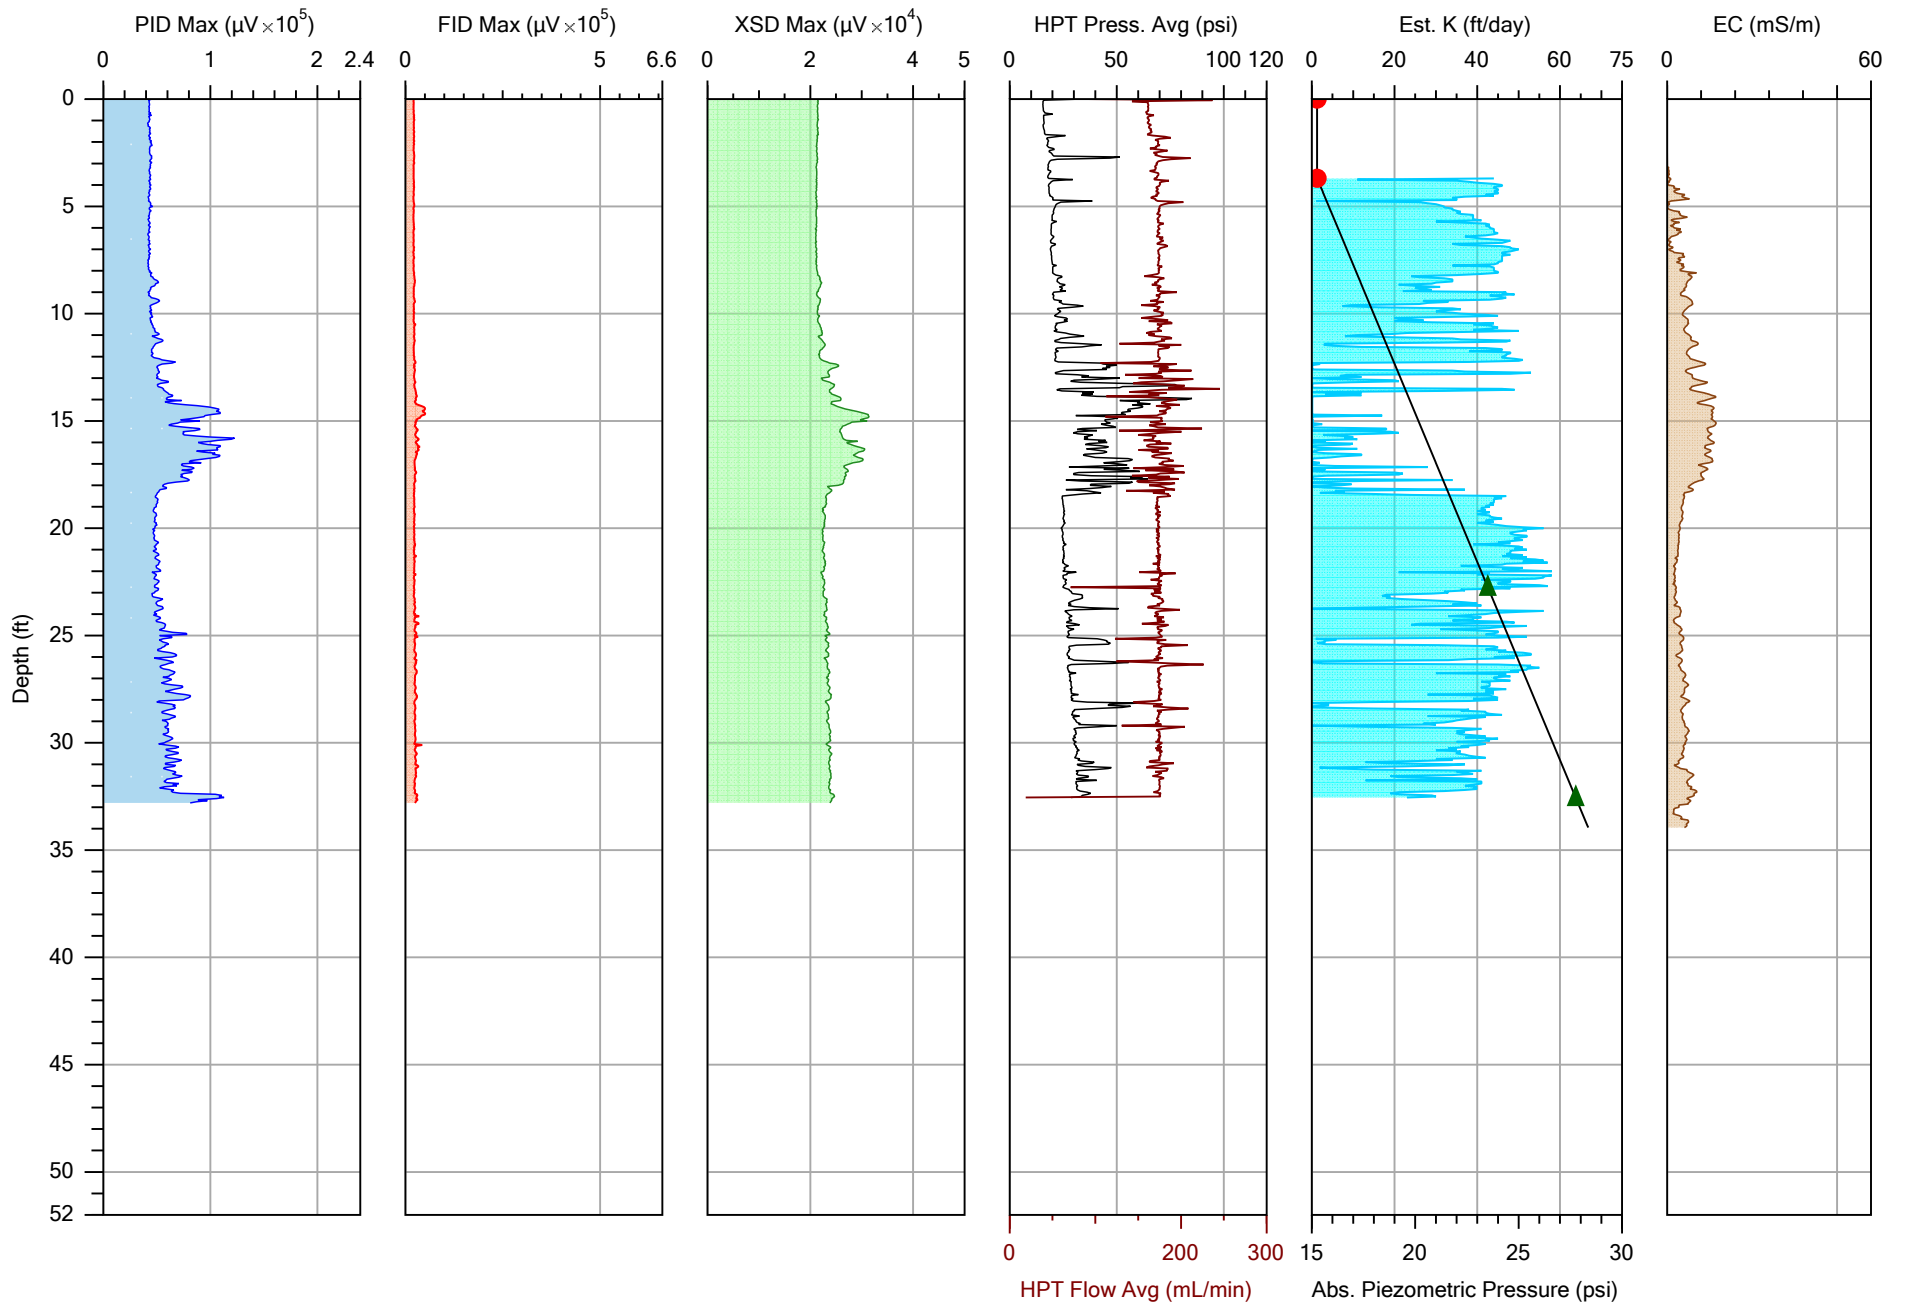 PID Max (µV×10⁵) FID Max (µV×10⁵) XSD Max (µV×10⁴) HPT Press. Avg (psi) Est. K (ft/day) EC (mS/m)
0 1 2 2.4 0 5 6.6 0 2 4 5 0 50 100 120 0 20 40 60 75 0 60
0
5
10
15
20
25
30
35
40
45
50
52
Depth (ft)
0 200 300 15 20 25 30
HPT Flow Avg (mL/min) Abs. Piezometric Pressure (psi)